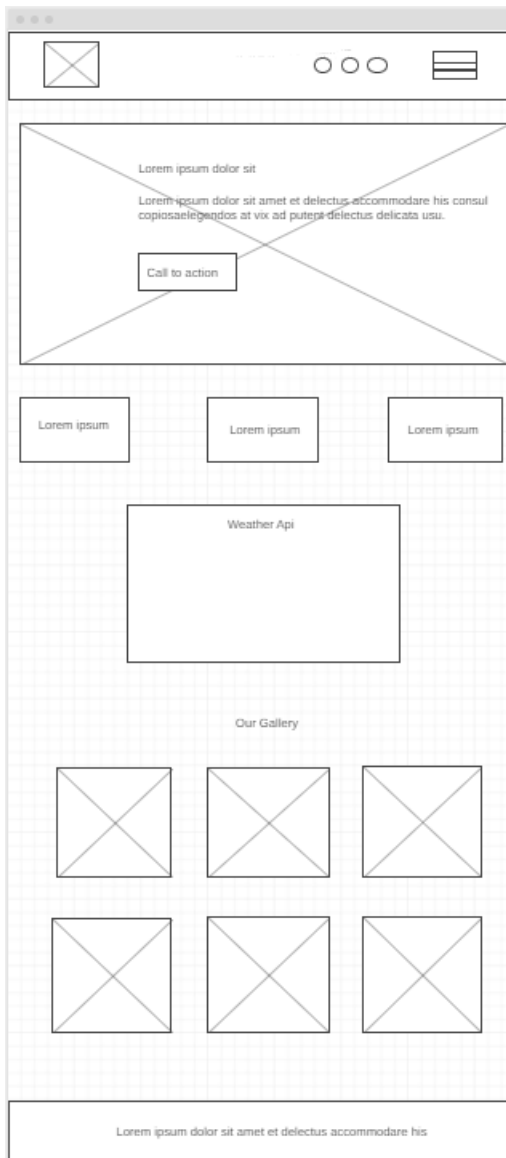 Lorem ipsum dolor sit
Lorem ipsum dolor sit amet et delectus accommodare his consul
copiosaelegendos at vix ad putent delectus delicata usu.
Call to action
Lorem ipsum
Lorem ipsum
Lorem ipsum
Weather Api
Our Gallery
Lorem ipsum dolor sit amet et delectus accommodare his